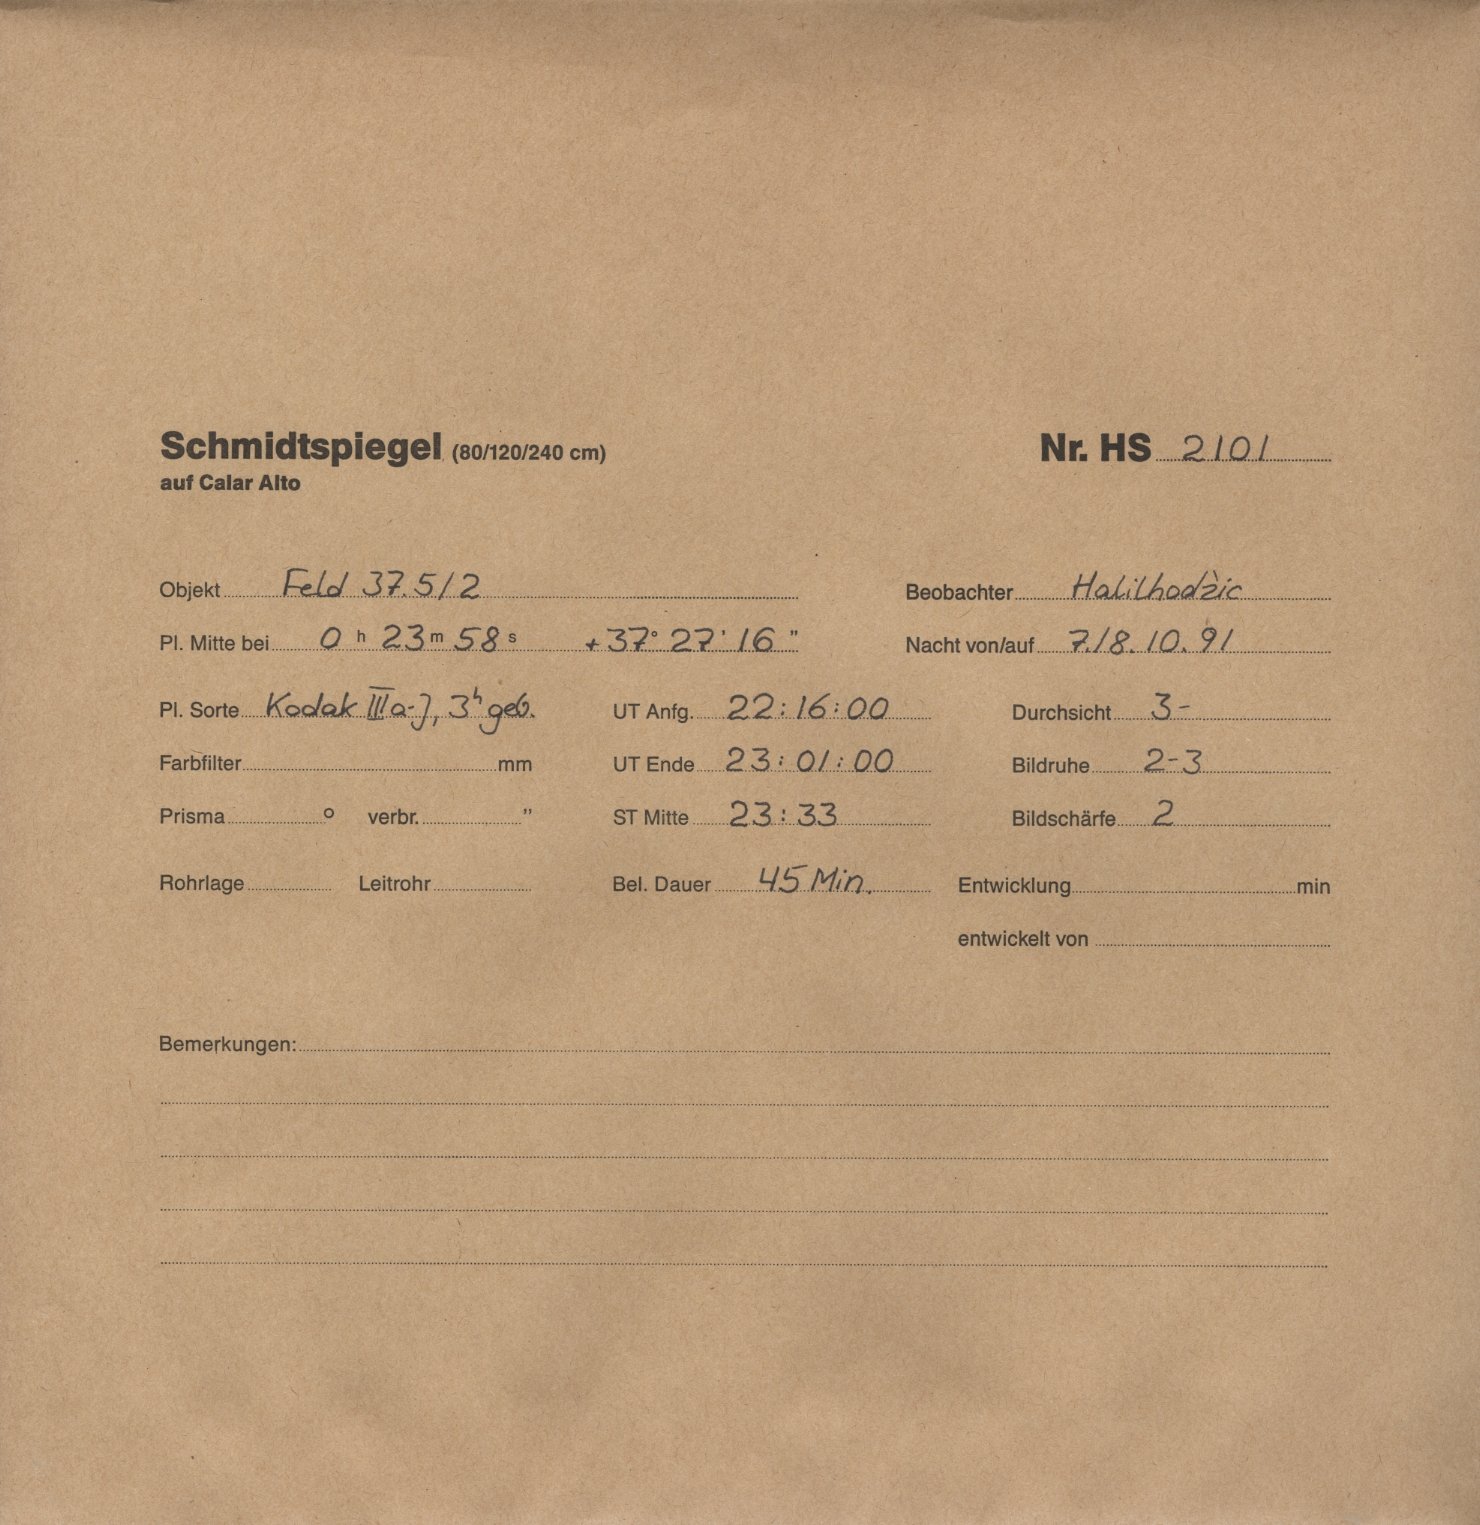 Schmidtspiegel (80/120/240 cm) Nr. HS 2101
auf Calar Alto
Objekt Feld 37.5/2 Beobachter Halilhodžic
Pl. Mitte bei 0 h 23 m 58 s +37° 27' 16" Nacht von/auf 7./8.10.91
Pl. Sorte Kodak IIIa-J, 3h geb. UT Anfg. 22:16:00 Durchsicht 3-
Farbfilter mm UT Ende 23:01:00 Bildruhe 2-3
Prisma ° verbr. " ST Mitte 23:33 Bildschärfe 2
Rohrlage Leitrohr Bel. Dauer 45 Min. Entwicklung min
entwickelt von
Bemerkungen: